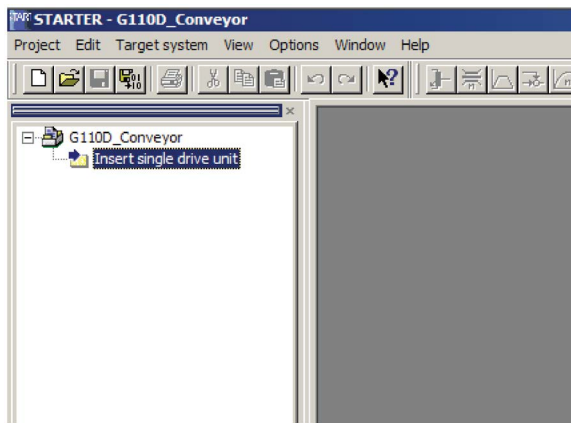 STARTER - G110D_Conveyor
Project Edit Target system View Options Window Help
G110D_Conveyor
Insert single drive unit